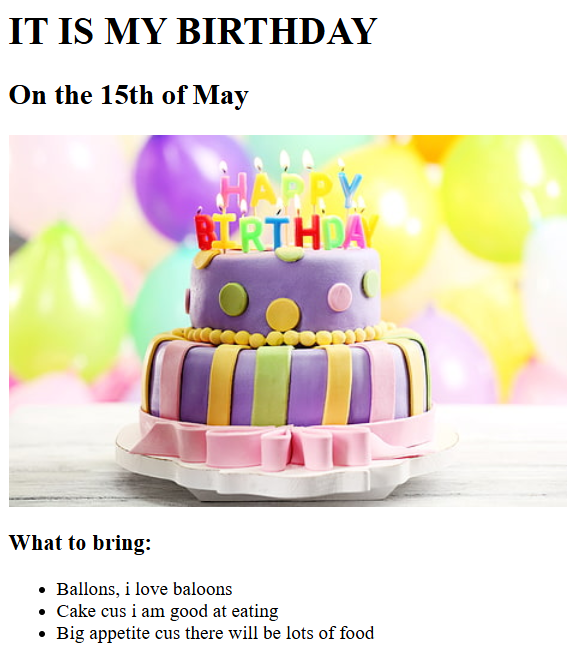 IT IS MY BIRTHDAY
On the 15th of May
HAPPY
BIRTHDAY
What to bring:
Ballons, i love baloons
Cake cus i am good at eating
Big appetite cus there will be lots of food